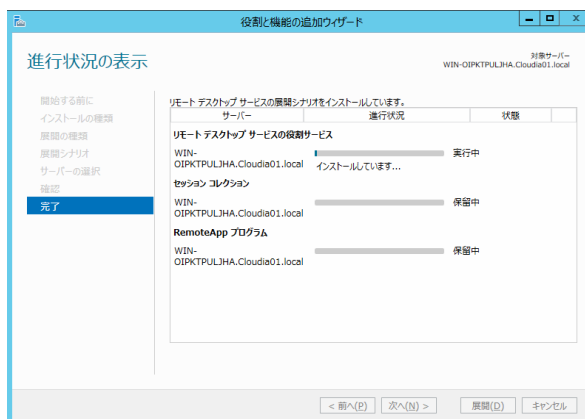 役割と機能の追加ウィザード
進行状況の表示
対象サーバー
WIN-OIPKTPULJHA.Cloudia01.local
開始する前に
インストールの種類
展開の種類
展開シナリオ
サーバーの選択
確認
完了
リモート デスクトップ サービスの展開シナリオをインストールしています。
サーバー 進行状況 状態
リモート デスクトップ サービスの役割サービス
WIN-
OIPKTPULJHA.Cloudia01.local
インストールしています...
実行中
セッション コレクション
WIN-
OIPKTPULJHA.Cloudia01.local
保留中
RemoteApp プログラム
WIN-
OIPKTPULJHA.Cloudia01.local
保留中
< 前へ(P) 次へ(N) > 展開(D) キャンセル